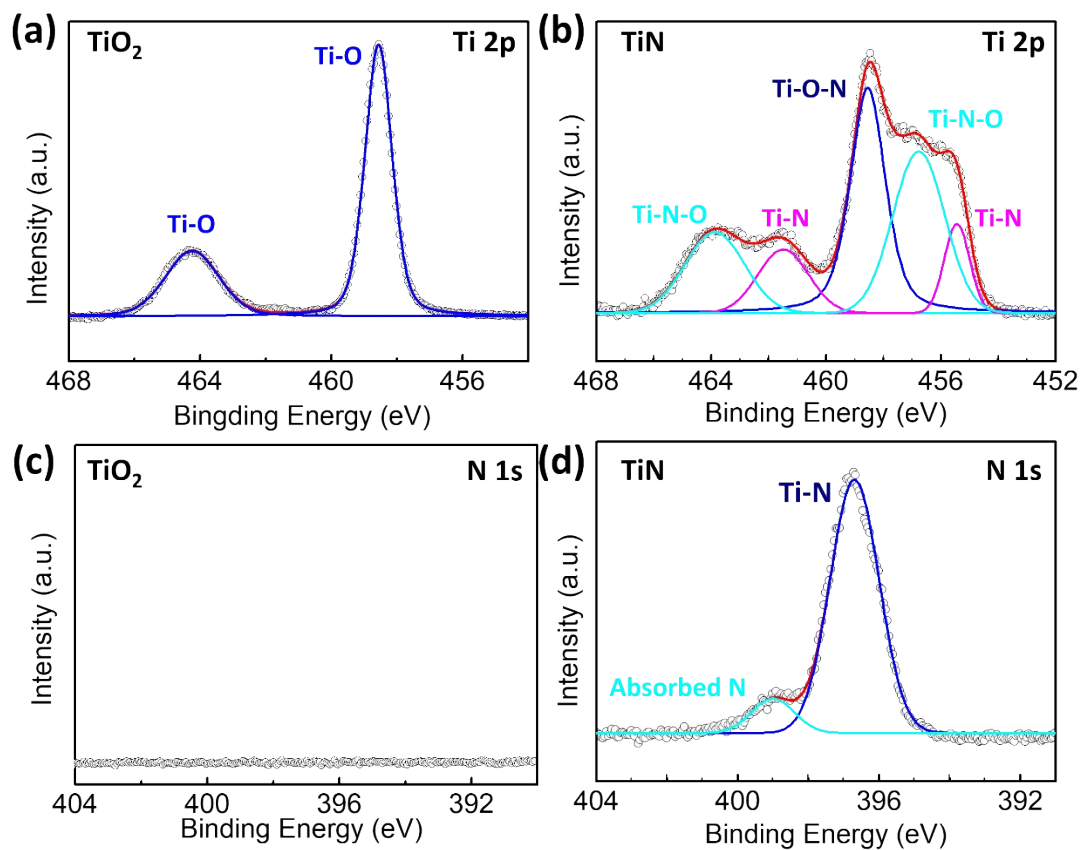 (a) TiO₂ Ti 2p
Ti-O
Ti-O
Intensity (a.u.)
468 464 460 456
Bingding Energy (eV)
(b) TiN Ti 2p
Ti-O-N
Ti-N-O
Ti-N-O Ti-N Ti-N
Intensity (a.u.)
468 464 460 456 452
Binding Energy (eV)
(c) TiO₂ N 1s
Intensity (a.u.)
404 400 396 392
Binding Energy (eV)
(d) TiN N 1s
Ti-N
Absorbed N
Intensity (a.u.)
404 400 396 392
Binding Energy (eV)